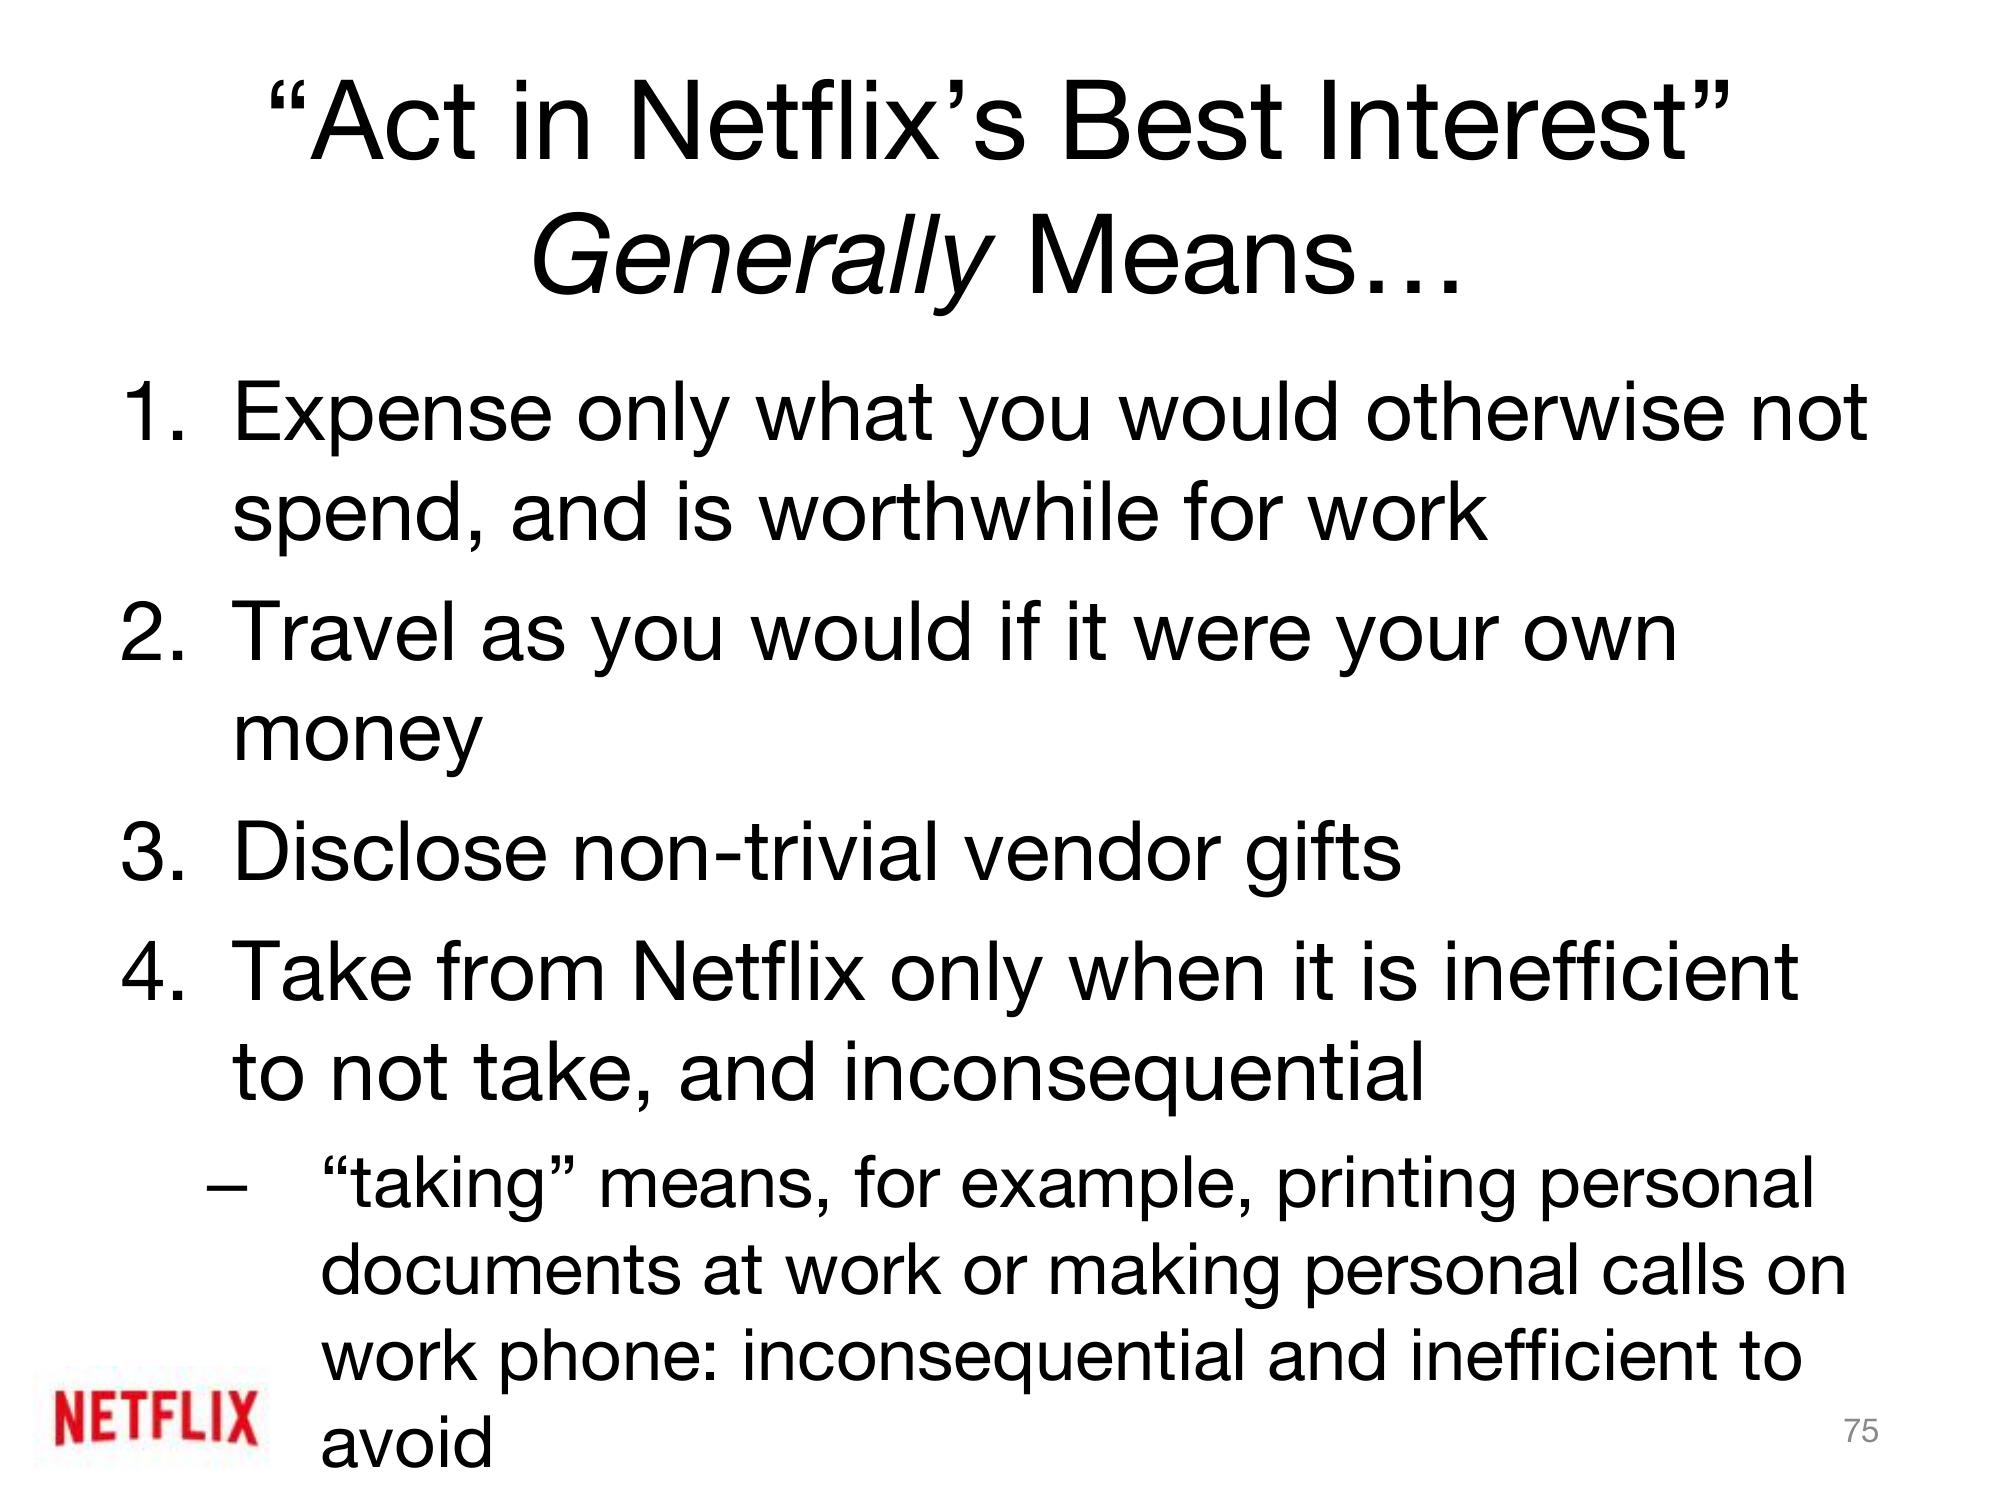 “Act in Netflix’s Best Interest”
Generally Means…
1. Expense only what you would otherwise not
spend, and is worthwhile for work
2. Travel as you would if it were your own
money
3. Disclose non-trivial vendor gifts
4. Take from Netflix only when it is inefficient
to not take, and inconsequential
– “taking” means, for example, printing personal
documents at work or making personal calls on
work phone: inconsequential and inefficient to
avoid
NETFLIX
75